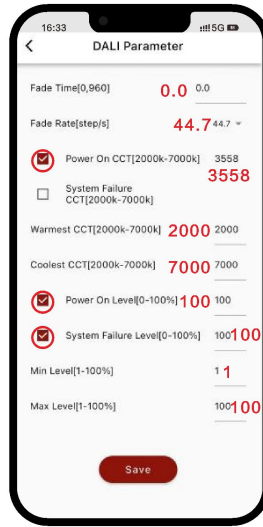 16:33 5G
DALI Parameter
Fade Time[0,960] 0.0 0.0
Fade Rate[step/s] 44.7 44.7
Power On CCT[2000k-7000k] 3558
3558
System Failure
CCT[2000k-7000k]
Warmest CCT[2000k-7000k] 2000 2000
Coolest CCT[2000k-7000k] 7000 7000
Power On Level[0-100%] 100 100
System Failure Level[0-100%] 100 100
Min Level[1-100%] 1 1
Max Level[1-100%] 100 100
Save